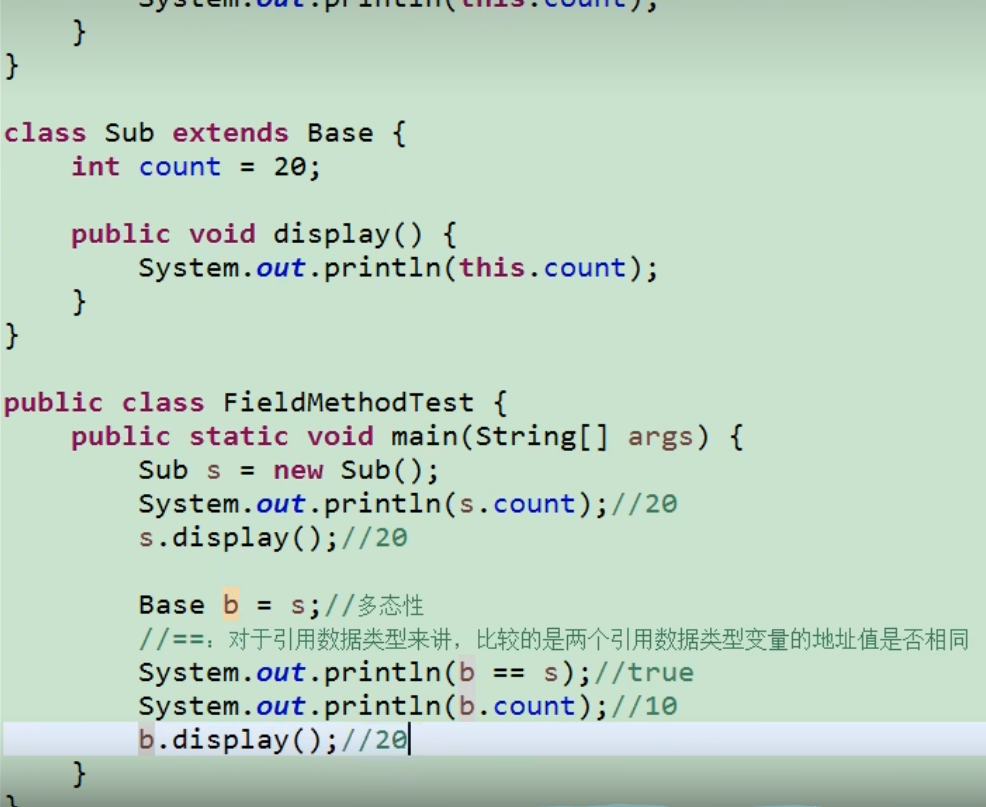 System.out.println(this.count);
    }
}
class Sub extends Base {
    int count = 20;
    public void display() {
        System.out.println(this.count);
    }
}
public class FieldMethodTest {
    public static void main(String[] args) {
        Sub s = new Sub();
        System.out.println(s.count);//20
        s.display();//20
        Base b = s;//多态性
        //==：对于引用数据类型来讲，比较的是两个引用数据类型变量的地址值是否相同
        System.out.println(b == s);//true
        System.out.println(b.count);//10
        b.display();//20
    }
}